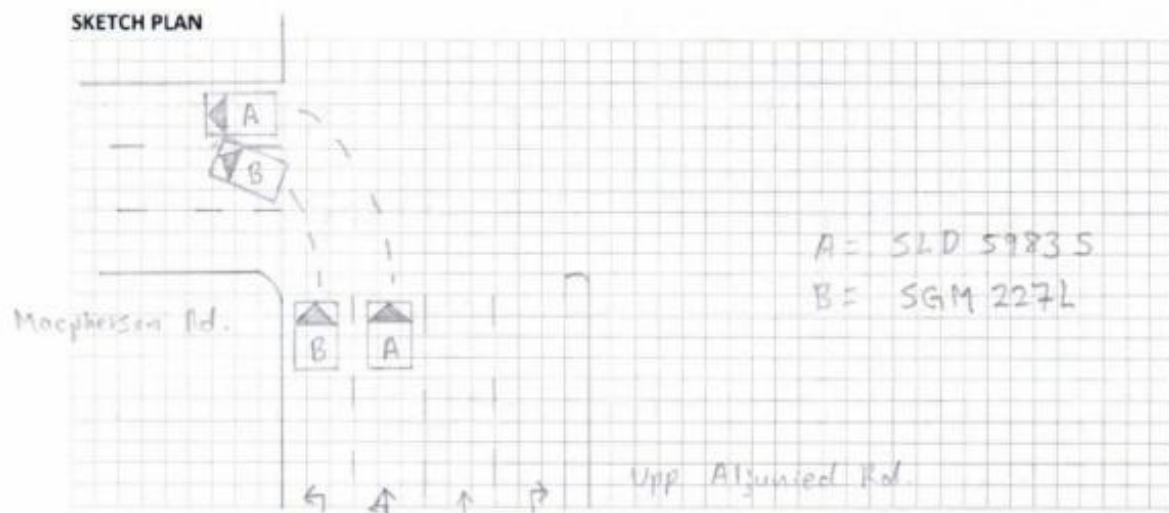 SKETCH PLAN
A
B
A = SLD 5983 S
B = SGM 227L
Macpherson Rd.
B
A
Upp Aljunied Rd.